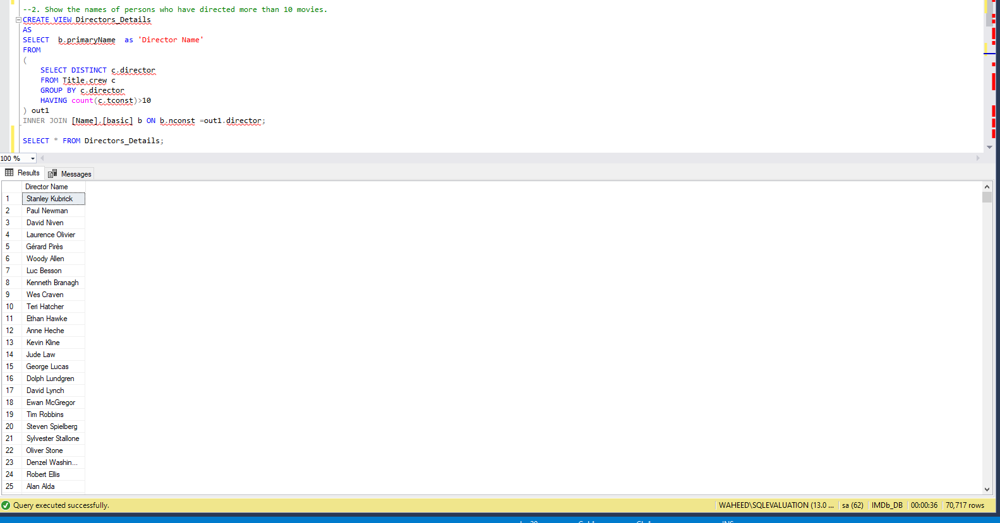 --2. Show the names of persons who have directed more than 10 movies.
CREATE VIEW Directors_Details
AS
SELECT  b.primaryName  as 'Director Name'
FROM
(
    SELECT DISTINCT c.director
    FROM Title.crew c
    GROUP BY c.director
    HAVING count(c.tconst)>10
) out1
INNER JOIN [Name].[basic] b ON b.nconst =out1.director;
SELECT * FROM Directors_Details;
100 %
Results Messages
Director Name
1 Stanley Kubrick
2 Paul Newman
3 David Niven
4 Laurence Olivier
5 Gérard Pirès
6 Woody Allen
7 Luc Besson
8 Kenneth Branagh
9 Wes Craven
10 Teri Hatcher
11 Ethan Hawke
12 Anne Heche
13 Kevin Kline
14 Jude Law
15 George Lucas
16 Dolph Lundgren
17 David Lynch
18 Ewan McGregor
19 Tim Robbins
20 Steven Spielberg
21 Sylvester Stallone
22 Oliver Stone
23 Denzel Washin...
24 Robert Ellis
25 Alan Alda
Query executed successfully. WAHEED\SQLEVALUATION (13.0 ... sa (62) IMDb_DB 00:00:36 70,717 rows